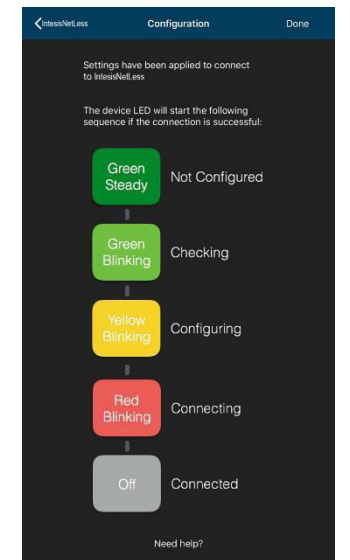 IntesisNetLess Configuration Done
Settings have been applied to connect
to IntesisNetLess
The device LED will start the following
sequence if the connection is successful:
Green
Steady
Not Configured
Green
Blinking
Checking
Yellow
Blinking
Configuring
Red
Blinking
Connecting
Off
Connected
Need help?